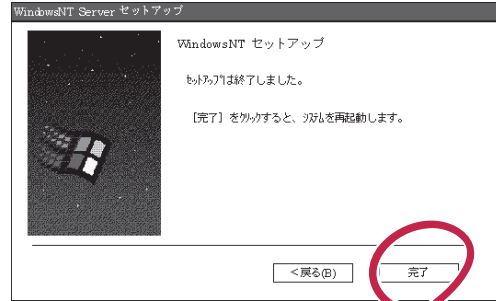 WindowsNT Server セットアップ
WindowsNT セットアップ
ｾｯﾄｱｯﾌﾟは終了しました。
［完了］をｸﾘｯｸすると、ｼｽﾃﾑを再起動します。
<戻る(B)
完了